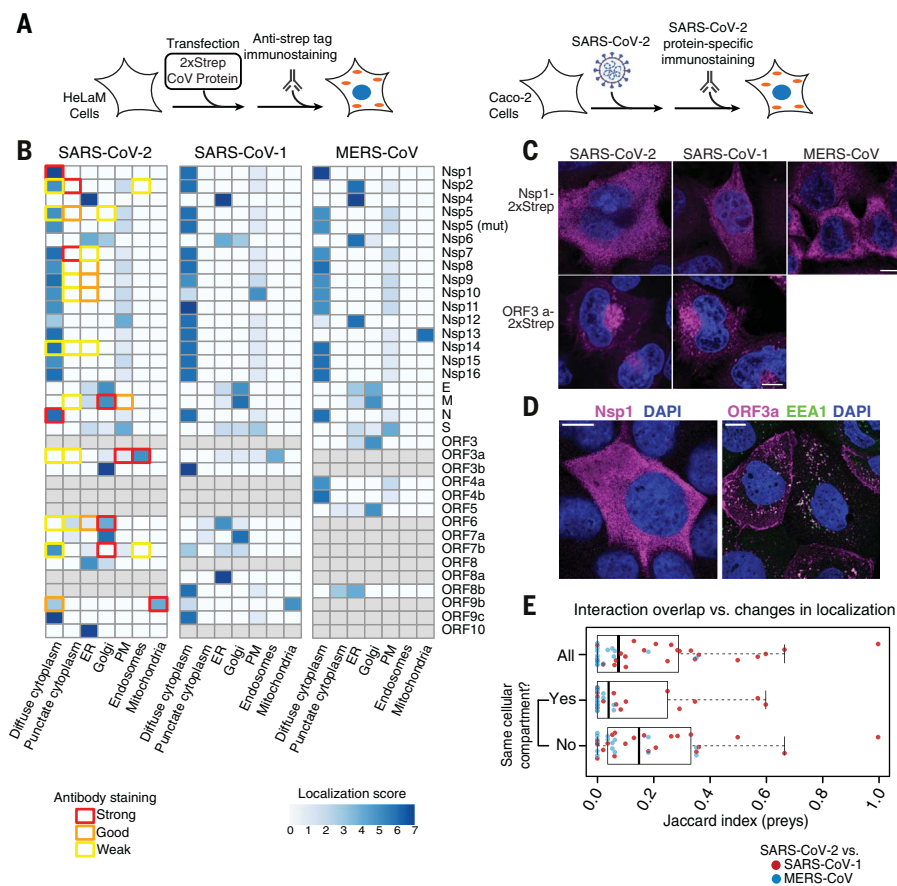 A
Transfection
2xStrep
CoV Protein
HeLaM
Cells
Anti-strep tag
immunostaining
SARS-CoV-2
Caco-2
Cells
SARS-CoV-2
protein-specific
immunostaining
B
SARS-CoV-2
SARS-CoV-1
MERS-CoV
Nsp1
Nsp2
Nsp4
Nsp5
Nsp5 (mut)
Nsp6
Nsp7
Nsp8
Nsp9
Nsp10
Nsp11
Nsp12
Nsp13
Nsp14
Nsp15
Nsp16
E
M
N
S
ORF3
ORF3a
ORF3b
ORF4a
ORF4b
ORF5
ORF6
ORF7a
ORF7b
ORF8
ORF8a
ORF8b
ORF9b
ORF9c
ORF10
Diffuse cytoplasm
Punctate cytoplasm
ER
Golgi
PM
Endosomes
Mitochondria
Diffuse cytoplasm
Punctate cytoplasm
ER
Golgi
PM
Endosomes
Mitochondria
Diffuse cytoplasm
Punctate cytoplasm
ER
Golgi
PM
Endosomes
Mitochondria
Antibody staining
Strong
Good
Weak
Localization score
0 1 2 3 4 5 6 7
C
SARS-CoV-2
SARS-CoV-1
MERS-CoV
Nsp1-
2xStrep
ORF3 a-
2xStrep
D
Nsp1 DAPI
ORF3a EEA1 DAPI
E
Interaction overlap vs. changes in localization
All
Yes
No
Same cellular
compartment?
0.0 0.2 0.4 0.6 0.8 1.0
Jaccard index (preys)
SARS-CoV-2 vs.
SARS-CoV-1
MERS-CoV